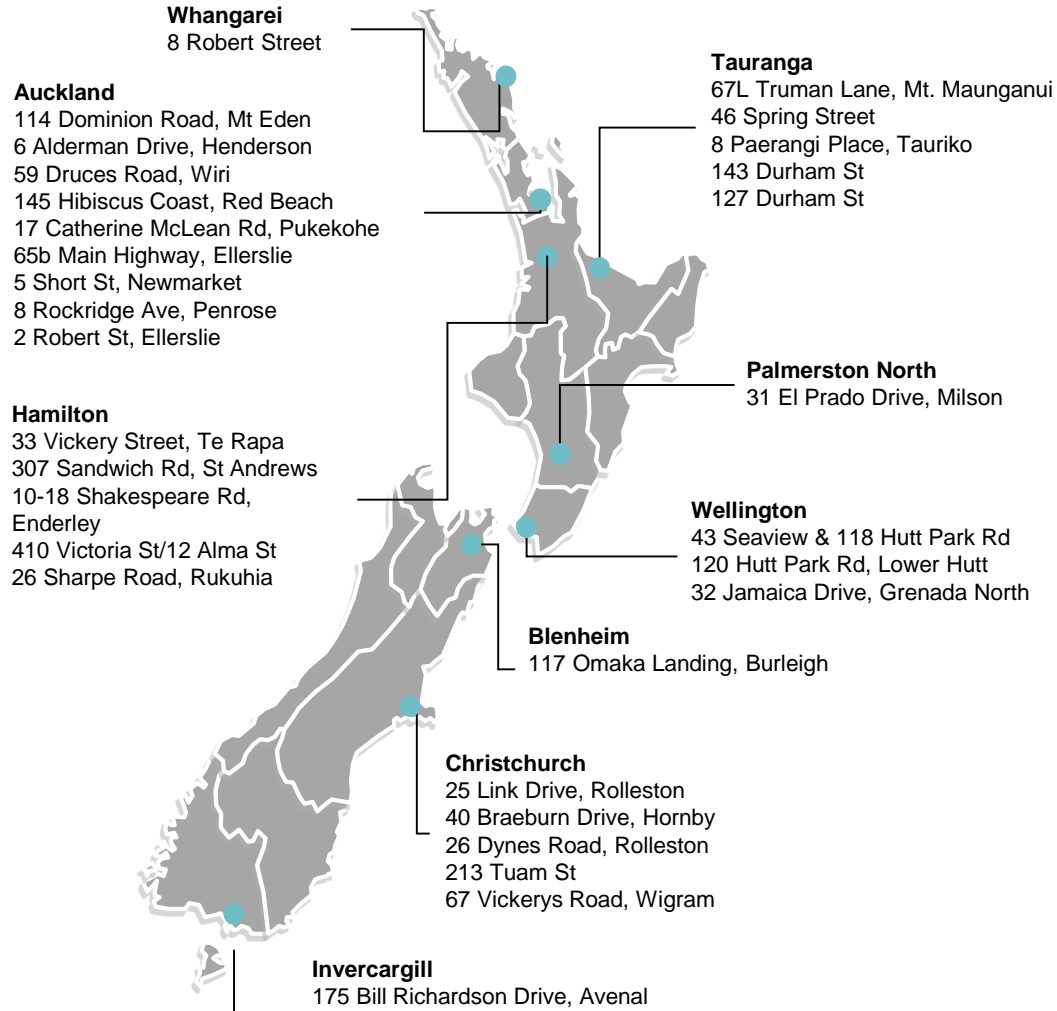 Whangarei
8 Robert Street
Auckland
114 Dominion Road, Mt Eden
6 Alderman Drive, Henderson
59 Druces Road, Wiri
145 Hibiscus Coast, Red Beach
17 Catherine McLean Rd, Pukekohe
65b Main Highway, Ellerslie
5 Short St, Newmarket
8 Rockridge Ave, Penrose
2 Robert St, Ellerslie
Tauranga
67L Truman Lane, Mt. Maunganui
46 Spring Street
8 Paerangi Place, Tauriko
143 Durham St
127 Durham St
Hamilton
33 Vickery Street, Te Rapa
307 Sandwich Rd, St Andrews
10-18 Shakespeare Rd,
Enderley
410 Victoria St/12 Alma St
26 Sharpe Road, Rukuhia
Palmerston North
31 El Prado Drive, Milson
Wellington
43 Seaview & 118 Hutt Park Rd
120 Hutt Park Rd, Lower Hutt
32 Jamaica Drive, Grenada North
Blenheim
117 Omaka Landing, Burleigh
Christchurch
25 Link Drive, Rolleston
40 Braeburn Drive, Hornby
26 Dynes Road, Rolleston
213 Tuam St
67 Vickerys Road, Wigram
Invercargill
175 Bill Richardson Drive, Avenal